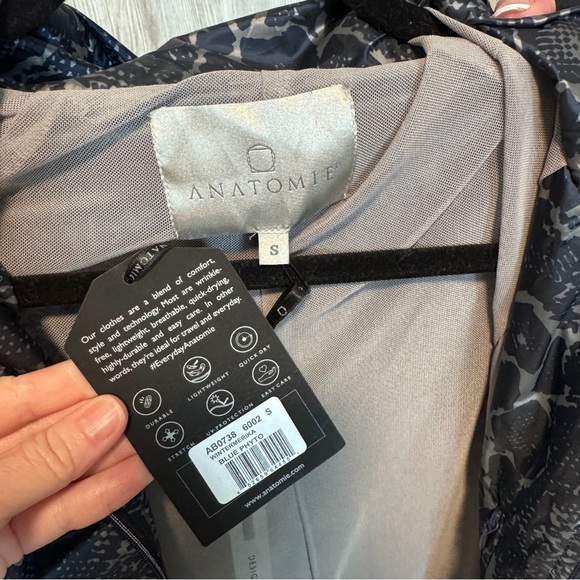 ANATOMIE
S
Our clothes are a blend of comfort,
style and technology. Most are wrinkle-
free, lightweight, breathable, quick-drying,
highly-durable and easy care. In other
words, they're ideal for travel and everyday.
#EverydayAnatomie
DURABLE
LIGHTWEIGHT
QUICK DRY
STRETCH
UV-PROTECTION
EASY CARE
AB0738 6002 S
WINTERMERIKA
BLUE PHYTO
www.anatomie.com